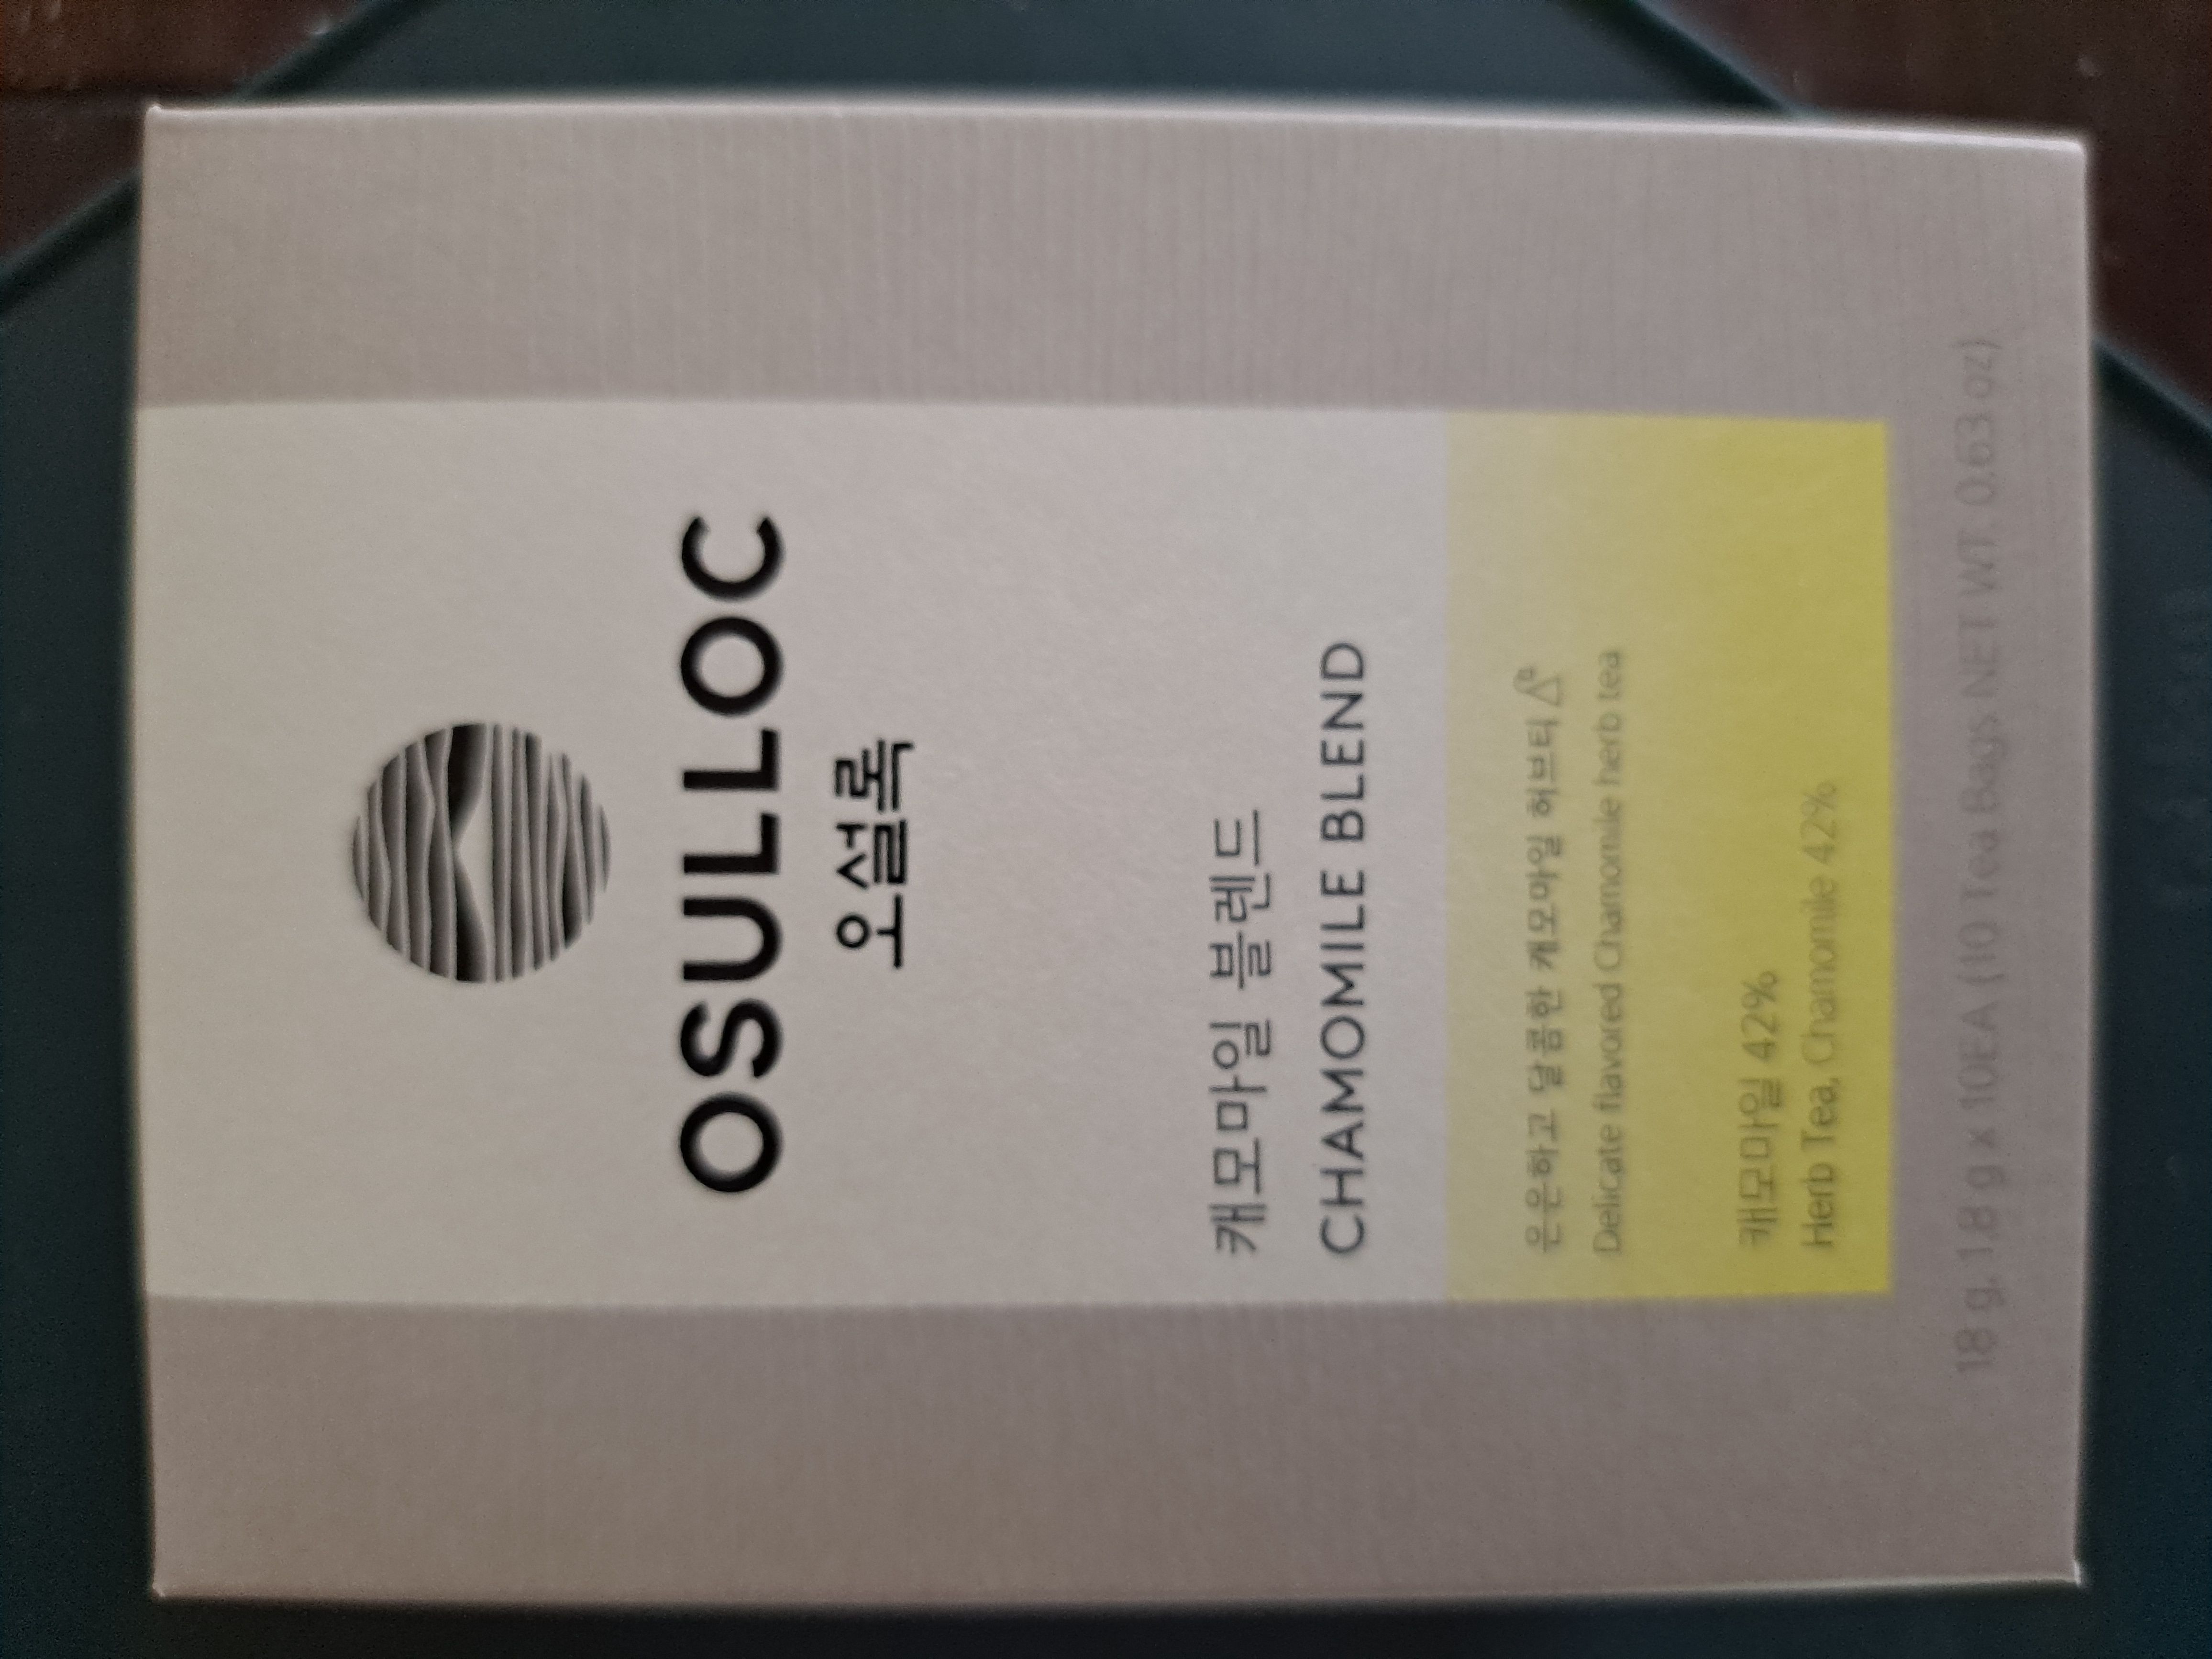 OSULLOC
오설록
캐모마일 블렌드
CHAMOMILE BLEND
은은하고 달콤한 캐모마일 허브티
Delicate flavored Chamomile herb tea
캐모마일 42%
Herb Tea, Chamomile 42%
18 g, 1.8 g x 10EA (10 Tea Bags NET WT. 0.63 oz)